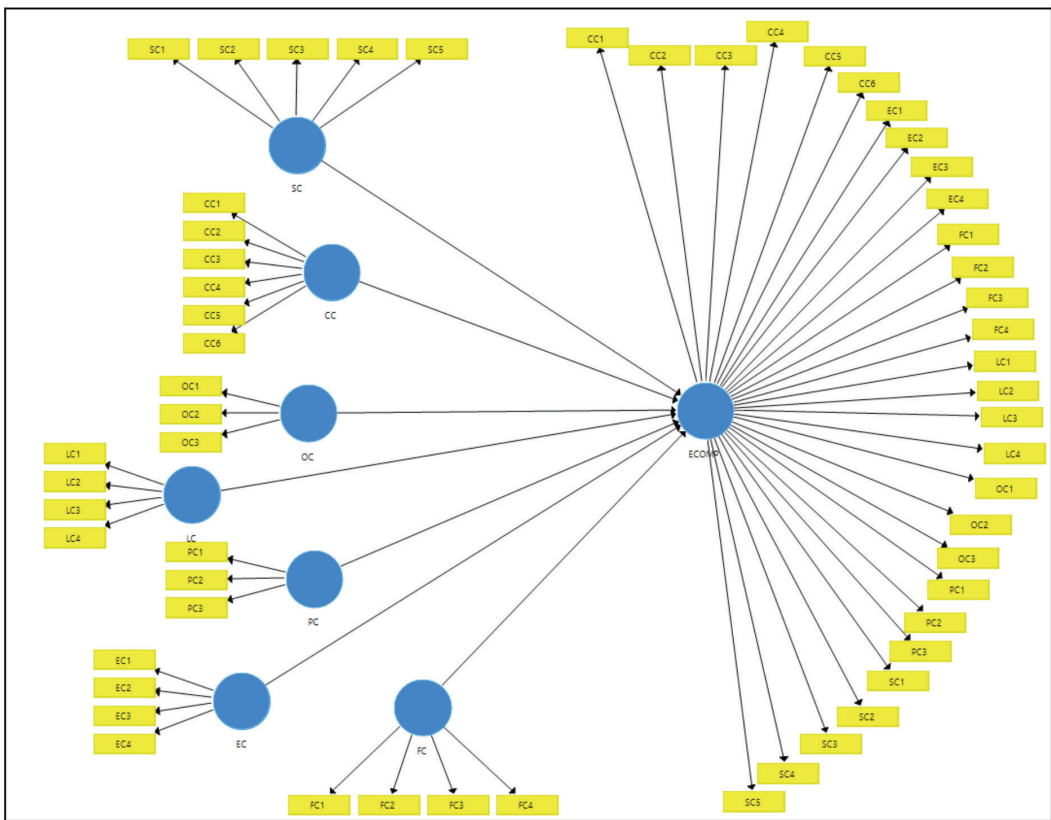 SC1 SC2 SC3 SC4 SC5
SC
CC1
CC2
CC3
CC4
CC5
CC6
CC
OC1
OC2
OC3
OC
LC1
LC2
LC3
LC4
LC
PC1
PC2
PC3
PC
EC1
EC2
EC3
EC4
EC
FC
FC1 FC2 FC3 FC4
ECOMP
CC1
CC2
CC3
CC4
CC5
CC6
EC1
EC2
EC3
EC4
FC1
FC2
FC3
FC4
LC1
LC2
LC3
LC4
OC1
OC2
OC3
PC1
PC2
PC3
SC1
SC2
SC3
SC4
SC5